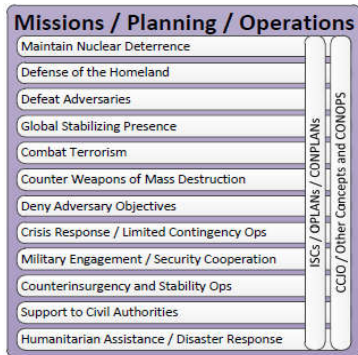 Missions / Planning / Operations
Maintain Nuclear Deterrence
Defense of the Homeland
Defeat Adversaries
Global Stabilizing Presence
Combat Terrorism
Counter Weapons of Mass Destruction
Deny Adversary Objectives
Crisis Response / Limited Contingency Ops
Military Engagement / Security Cooperation
Counterinsurgency and Stability Ops
Support to Civil Authorities
Humanitarian Assistance / Disaster Response
ISCs / OPLANs / CONPLANs
CCJO / Other Concepts and CONOPS